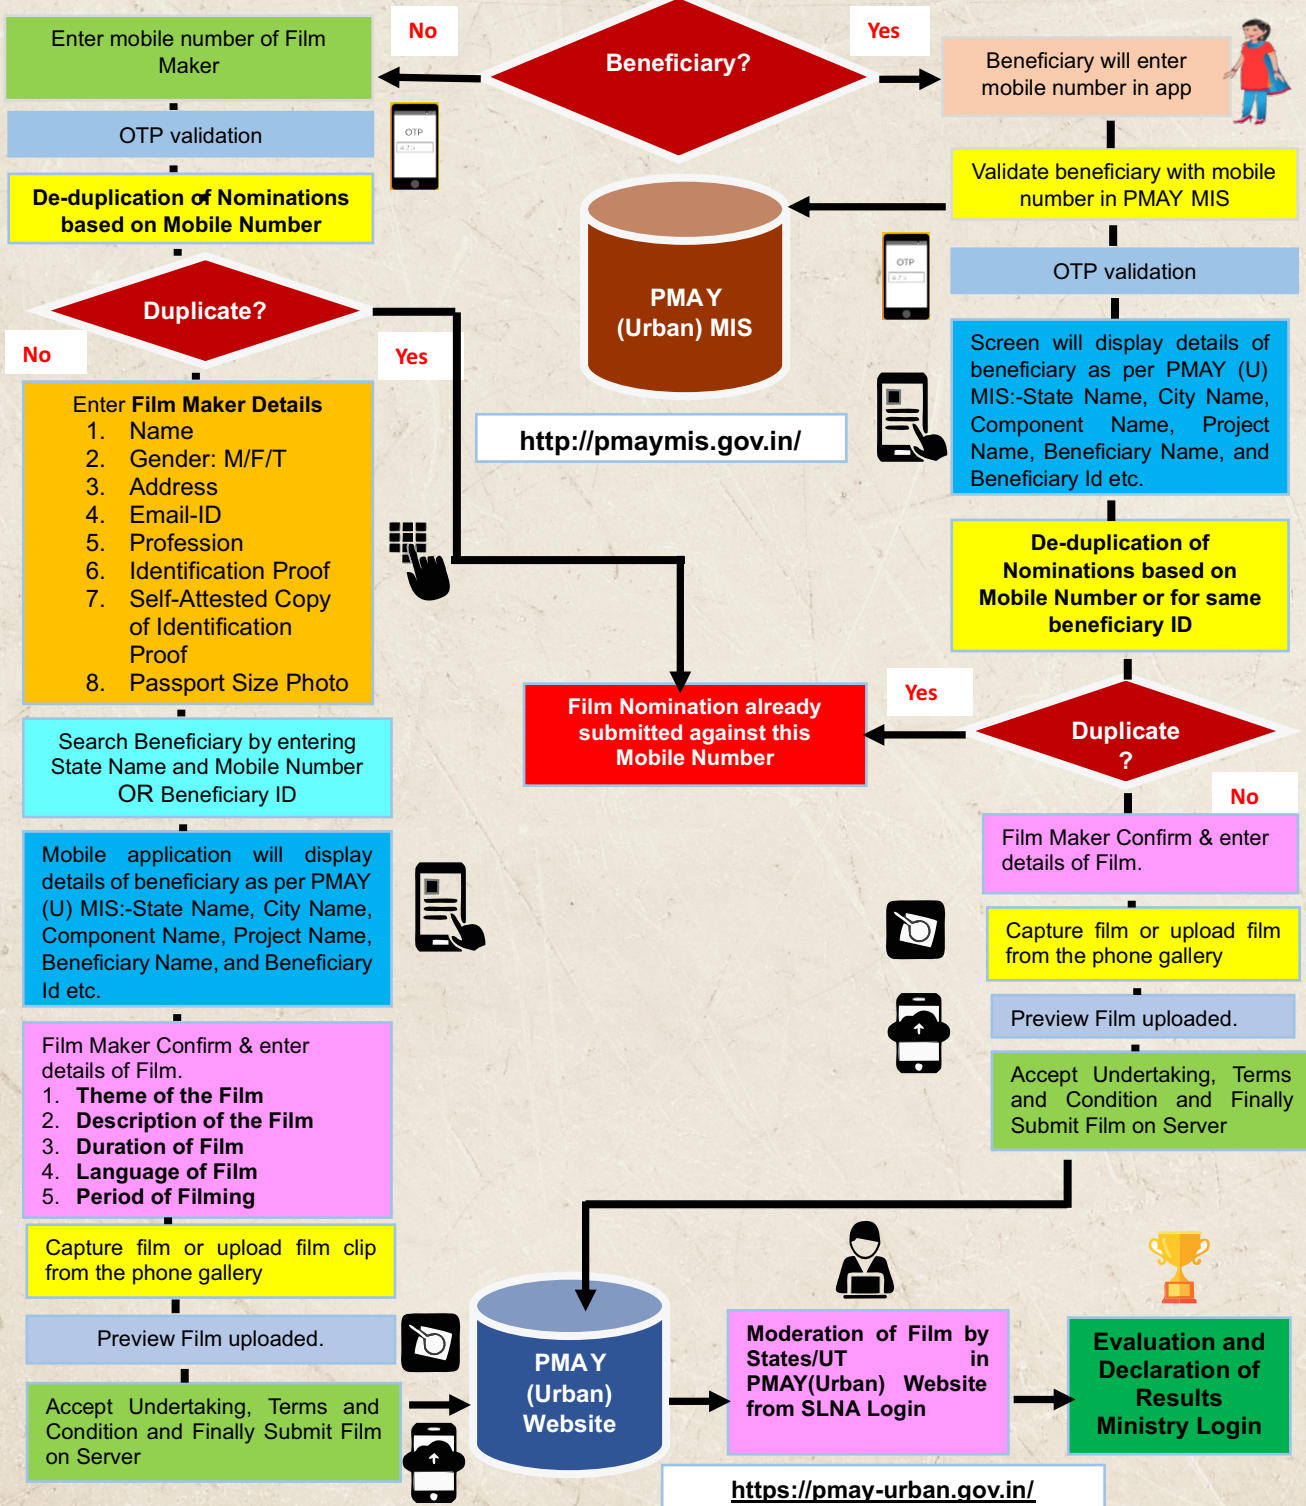 Beneficiary?
No
Yes
Enter mobile number of Film
Maker
OTP validation
OTP
De-duplication of Nominations
based on Mobile Number
Duplicate?
No
Yes
Enter Film Maker Details
1. Name
2. Gender: M/F/T
3. Address
4. Email-ID
5. Profession
6. Identification Proof
7. Self-Attested Copy
of Identification
Proof
8. Passport Size Photo
Search Beneficiary by entering
State Name and Mobile Number
OR Beneficiary ID
Mobile application will display
details of beneficiary as per PMAY
(U) MIS:-State Name, City Name,
Component Name, Project Name,
Beneficiary Name, and Beneficiary
Id etc.
Film Maker Confirm & enter
details of Film.
1. Theme of the Film
2. Description of the Film
3. Duration of Film
4. Language of Film
5. Period of Filming
Capture film or upload film clip
from the phone gallery
Preview Film uploaded.
Accept Undertaking, Terms and
Condition and Finally Submit Film
on Server
PMAY
(Urban) MIS
http://pmaymis.gov.in/
Film Nomination already
submitted against this
Mobile Number
Beneficiary will enter
mobile number in app
Validate beneficiary with mobile
number in PMAY MIS
OTP
OTP validation
Screen will display details of
beneficiary as per PMAY (U)
MIS:-State Name, City Name,
Component Name, Project
Name, Beneficiary Name, and
Beneficiary Id etc.
De-duplication of
Nominations based on
Mobile Number or for same
beneficiary ID
Yes
Duplicate
?
No
Film Maker Confirm & enter
details of Film.
Capture film or upload film
from the phone gallery
Preview Film uploaded.
Accept Undertaking, Terms
and Condition and Finally
Submit Film on Server
PMAY
(Urban)
Website
Moderation of Film by
States/UT in
PMAY(Urban) Website
from SLNA Login
Evaluation and
Declaration of
Results
Ministry Login
https://pmay-urban.gov.in/